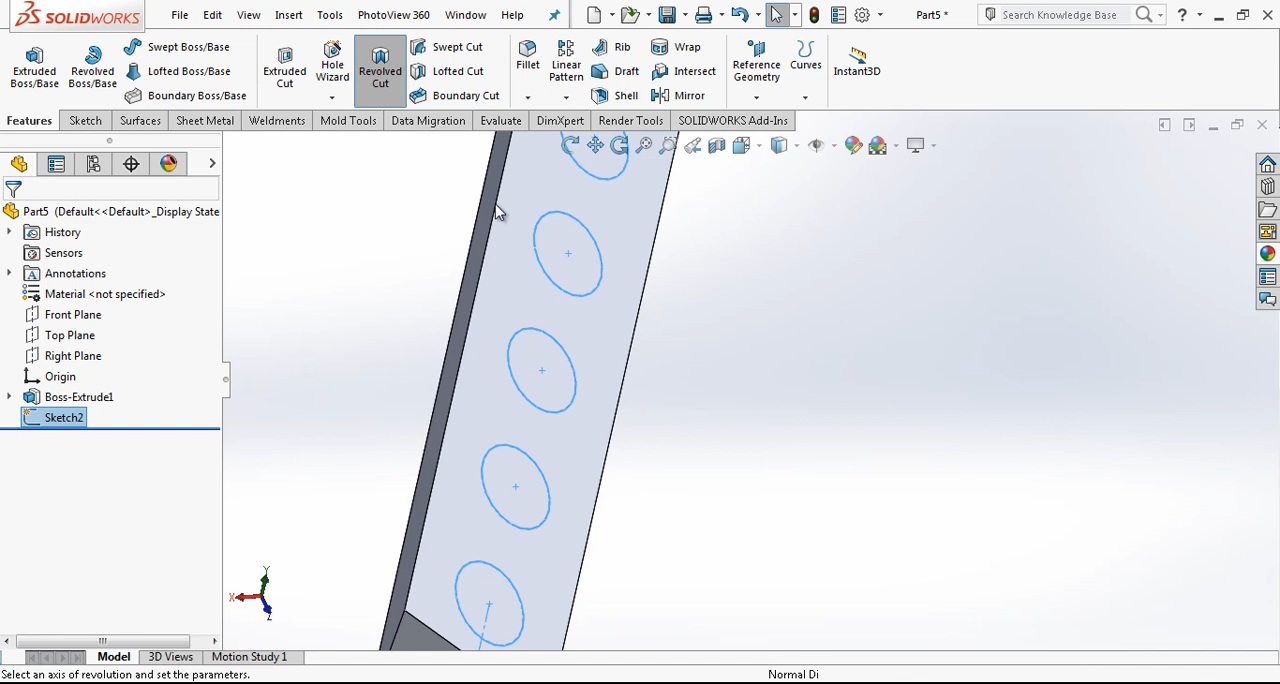 SOLIDWORKS File Edit View Insert Tools PhotoView 360 Window Help Part5 * Search Knowledge Base ?
Extruded Boss/Base
Revolved Boss/Base
Swept Boss/Base
Lofted Boss/Base
Boundary Boss/Base
Extruded Cut
Hole Wizard
Revolved Cut
Swept Cut
Lofted Cut
Boundary Cut
Fillet
Linear Pattern
Rib
Draft
Shell
Wrap
Intersect
Mirror
Reference Geometry
Curves
Instant3D
Features Sketch Surfaces Sheet Metal Weldments Mold Tools Data Migration Evaluate DimXpert Render Tools SOLIDWORKS Add-Ins
Part5 (Default<<Default>_Display State
History
Sensors
Annotations
Material <not specified>
Front Plane
Top Plane
Right Plane
Origin
Boss-Extrude1
Sketch2
Y
X
Z
Model 3D Views Motion Study 1
Select an axis of revolution and set the parameters. Normal Di